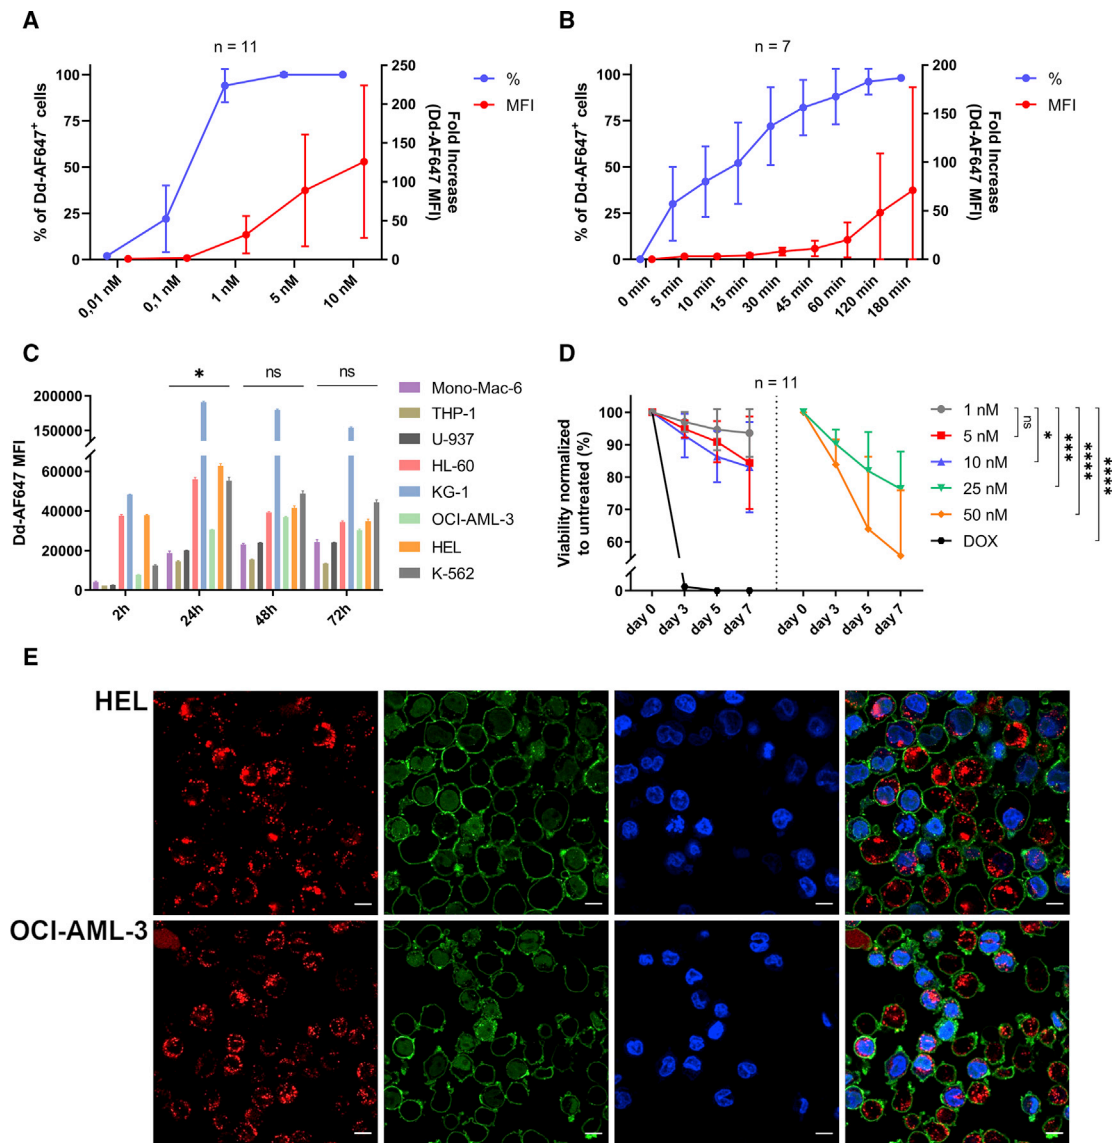 A
n = 11
% of Dd-AF647+ cells
100
75
50
25
0
250
200
150
100
50
0
Fold Increase
(Dd-AF647 MFI)
%
MFI
0,01 nM
0,1 nM
1 nM
5 nM
10 nM
B
n = 7
% of Dd-AF647+ cells
100
75
50
25
0
200
150
100
50
0
Fold Increase
(Dd-AF647 MFI)
%
MFI
0 min
5 min
10 min
15 min
30 min
45 min
60 min
120 min
180 min
C
Dd-AF647 MFI
200000
150000
60000
40000
20000
0
*
ns
ns
2h
24h
48h
72h
Mono-Mac-6
THP-1
U-937
HL-60
KG-1
OCI-AML-3
HEL
K-562
D
n = 11
Viability normalized
to untreated (%)
100
90
80
70
60
0
day 0
day 3
day 5
day 7
day 0
day 3
day 5
day 7
1 nM
5 nM
10 nM
25 nM
50 nM
DOX
ns
*
***
****
****
E
HEL
OCI-AML-3